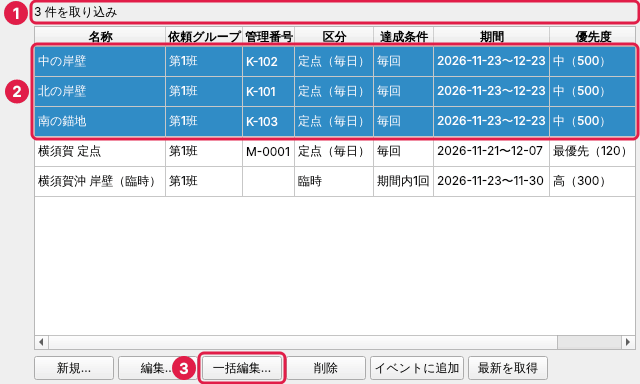 1 3 件を取り込み
名称 依頼グループ 管理番号 区分 達成条件 期間 優先度
中の岸壁 第1班 K-102 定点（毎日） 毎回 2026-11-23〜12-23 中（500）
2 北の岸壁 第1班 K-101 定点（毎日） 毎回 2026-11-23〜12-23 中（500）
南の錨地 第1班 K-103 定点（毎日） 毎回 2026-11-23〜12-23 中（500）
横須賀 定点 第1班 M-0001 定点（毎日） 毎回 2026-11-21〜12-07 最優先（120）
横須賀沖 岸壁（臨時） 第1班 臨時 期間内1回 2026-11-23〜11-30 高（300）
新規... 編集... 3 一括編集... 削除 イベントに追加 最新を取得